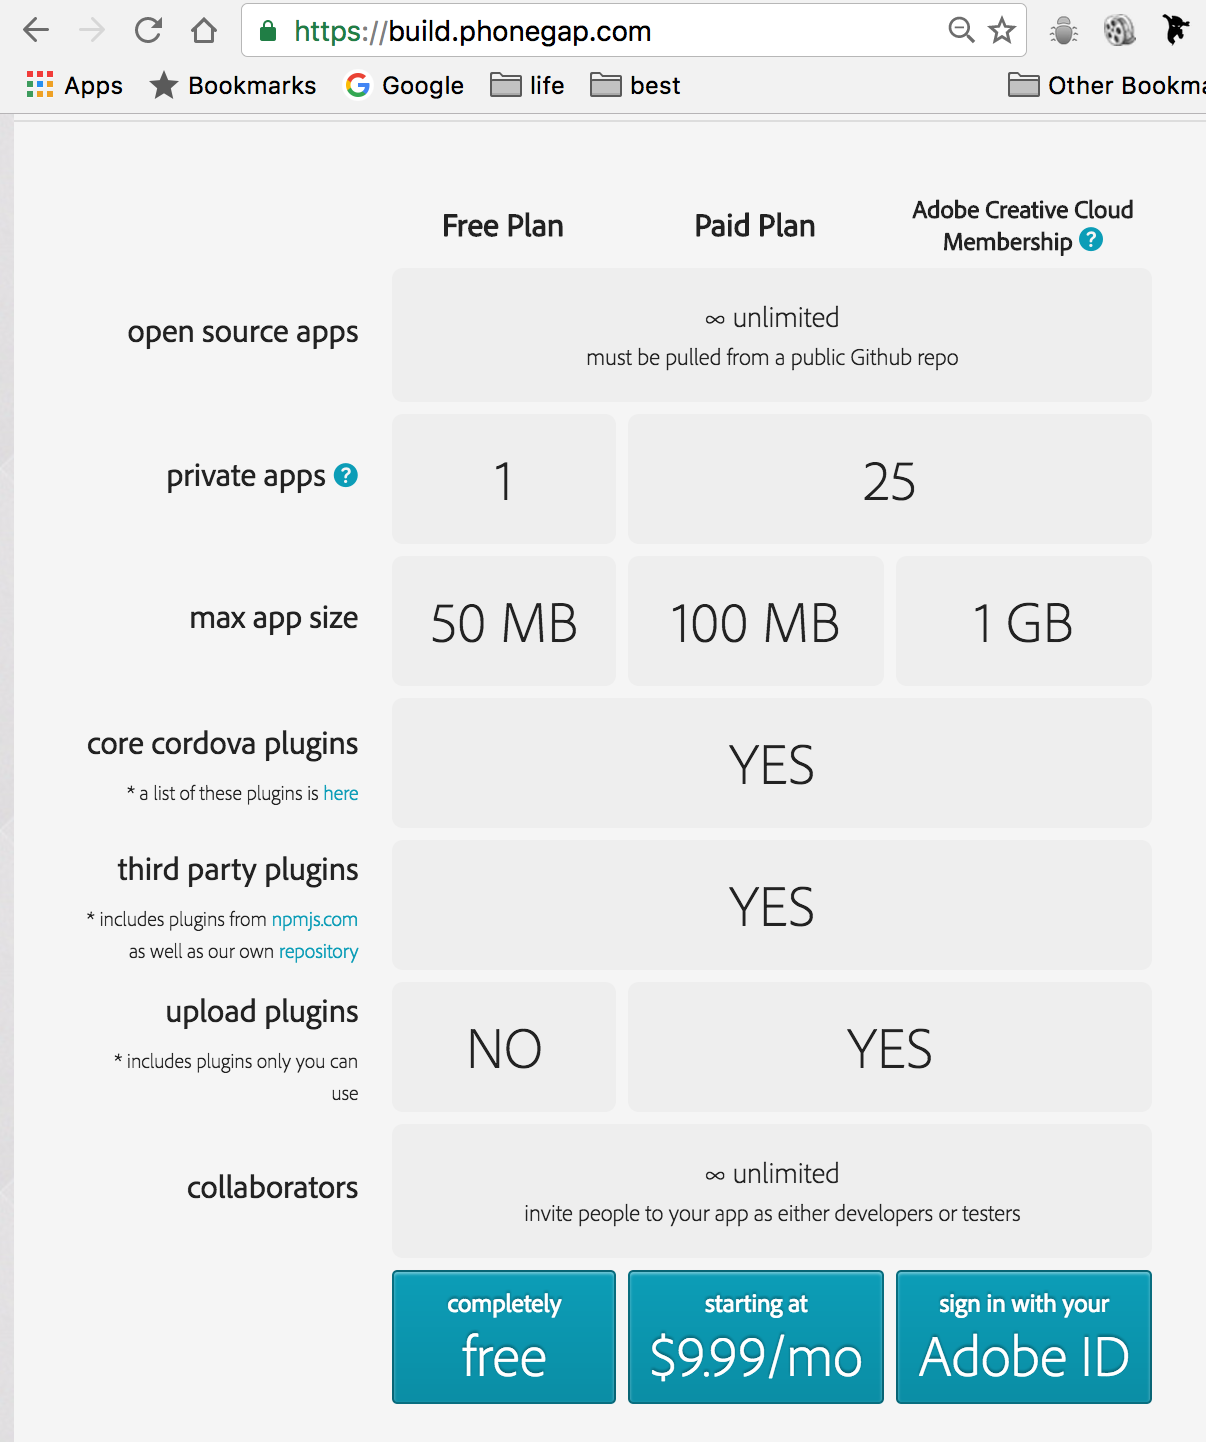 https://build.phonegap.com
Apps Bookmarks Google life best Other Bookma
Free Plan Paid Plan Adobe Creative Cloud
Membership ?
open source apps ∞ unlimited
must be pulled from a public Github repo
private apps ? 1 25
max app size 50 MB 100 MB 1 GB
core cordova plugins YES
* a list of these plugins is here
third party plugins YES
* includes plugins from npmjs.com
as well as our own repository
upload plugins NO YES
* includes plugins only you can
use
collaborators ∞ unlimited
invite people to your app as either developers or testers
completely starting at sign in with your
free $9.99/mo Adobe ID